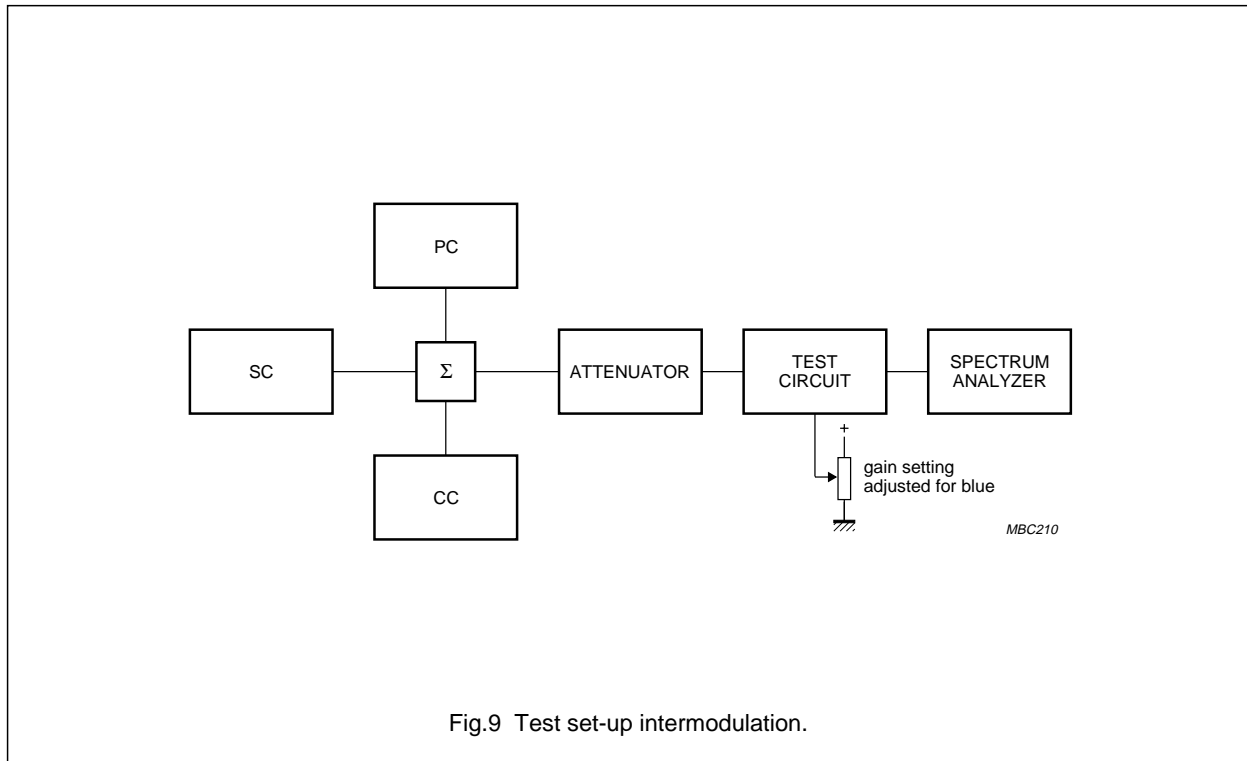 PC
SC
Σ
ATTENUATOR
TEST
CIRCUIT
SPECTRUM
ANALYZER
CC
+
gain setting
adjusted for blue
MBC210
Fig.9 Test set-up intermodulation.